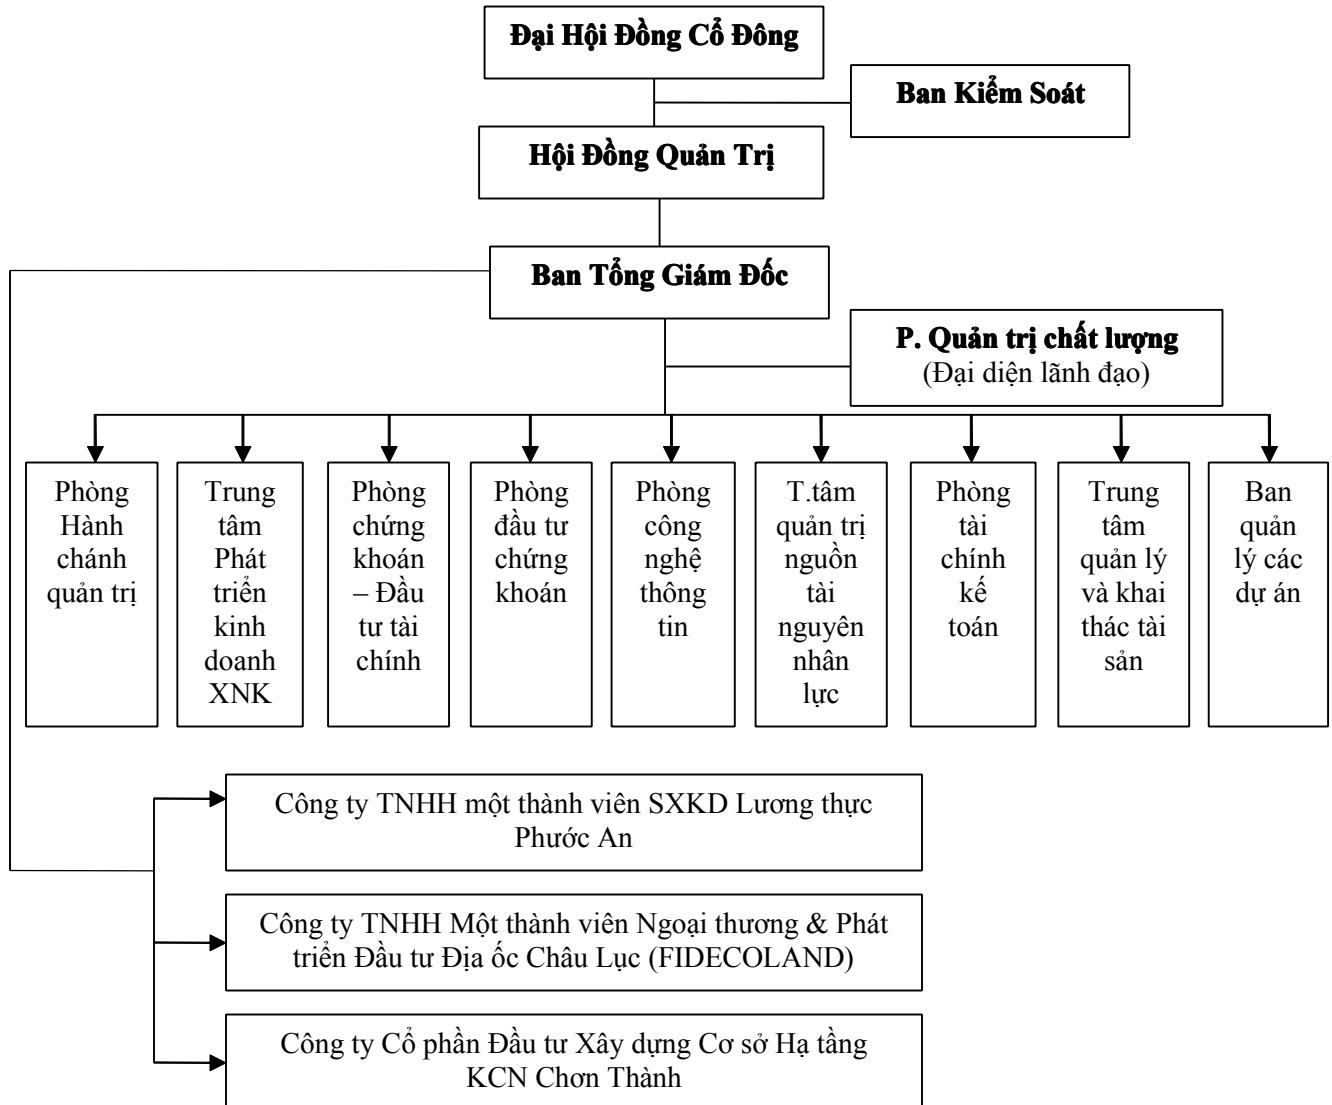 Đại Hội Đồng Cổ Đông
Ban Kiểm Soát
Hội Đồng Quản Trị
Ban Tổng Giám Đốc
P. Quản trị chất lượng
(Đại diện lãnh đạo)
Phòng
Hành
chánh
quản trị
Trung
tâm
Phát
triển
kinh
doanh
XNK
Phòng
chứng
khoán
– Đầu
tư tài
chính
Phòng
đầu tư
chứng
khoán
Phòng
công
nghệ
thông
tin
T.tâm
quản trị
nguồn
tài
nguyên
nhân
lực
Phòng
tài
chính
kế
toán
Trung
tâm
quản lý
và khai
thác tài
sản
Ban
quản
lý các
dự án
Công ty TNHH một thành viên SXKD Lương thực
Phước An
Công ty TNHH Một thành viên Ngoại thương & Phát
triển Đầu tư Địa ốc Châu Lục (FIDECOLAND)
Công ty Cổ phần Đầu tư Xây dựng Cơ sở Hạ tầng
KCN Chơn Thành